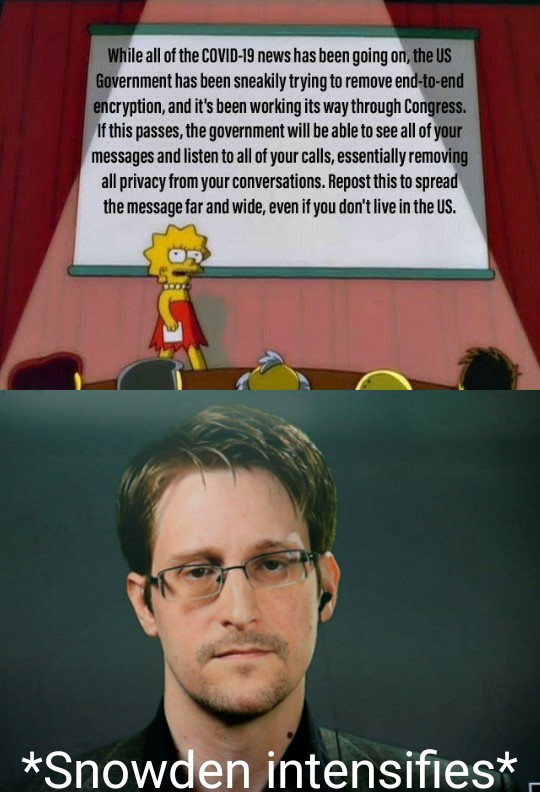 While all of the COVID-19 news has been going on, the US
Government has been sneakily trying to remove end-to-end
encryption, and it's been working its way through Congress.
If this passes, the government will be able to see all of your
messages and listen to all of your calls, essentially removing
all privacy from your conversations. Repost this to spread
the message far and wide, even if you don't live in the US.
*Snowden intensifies*